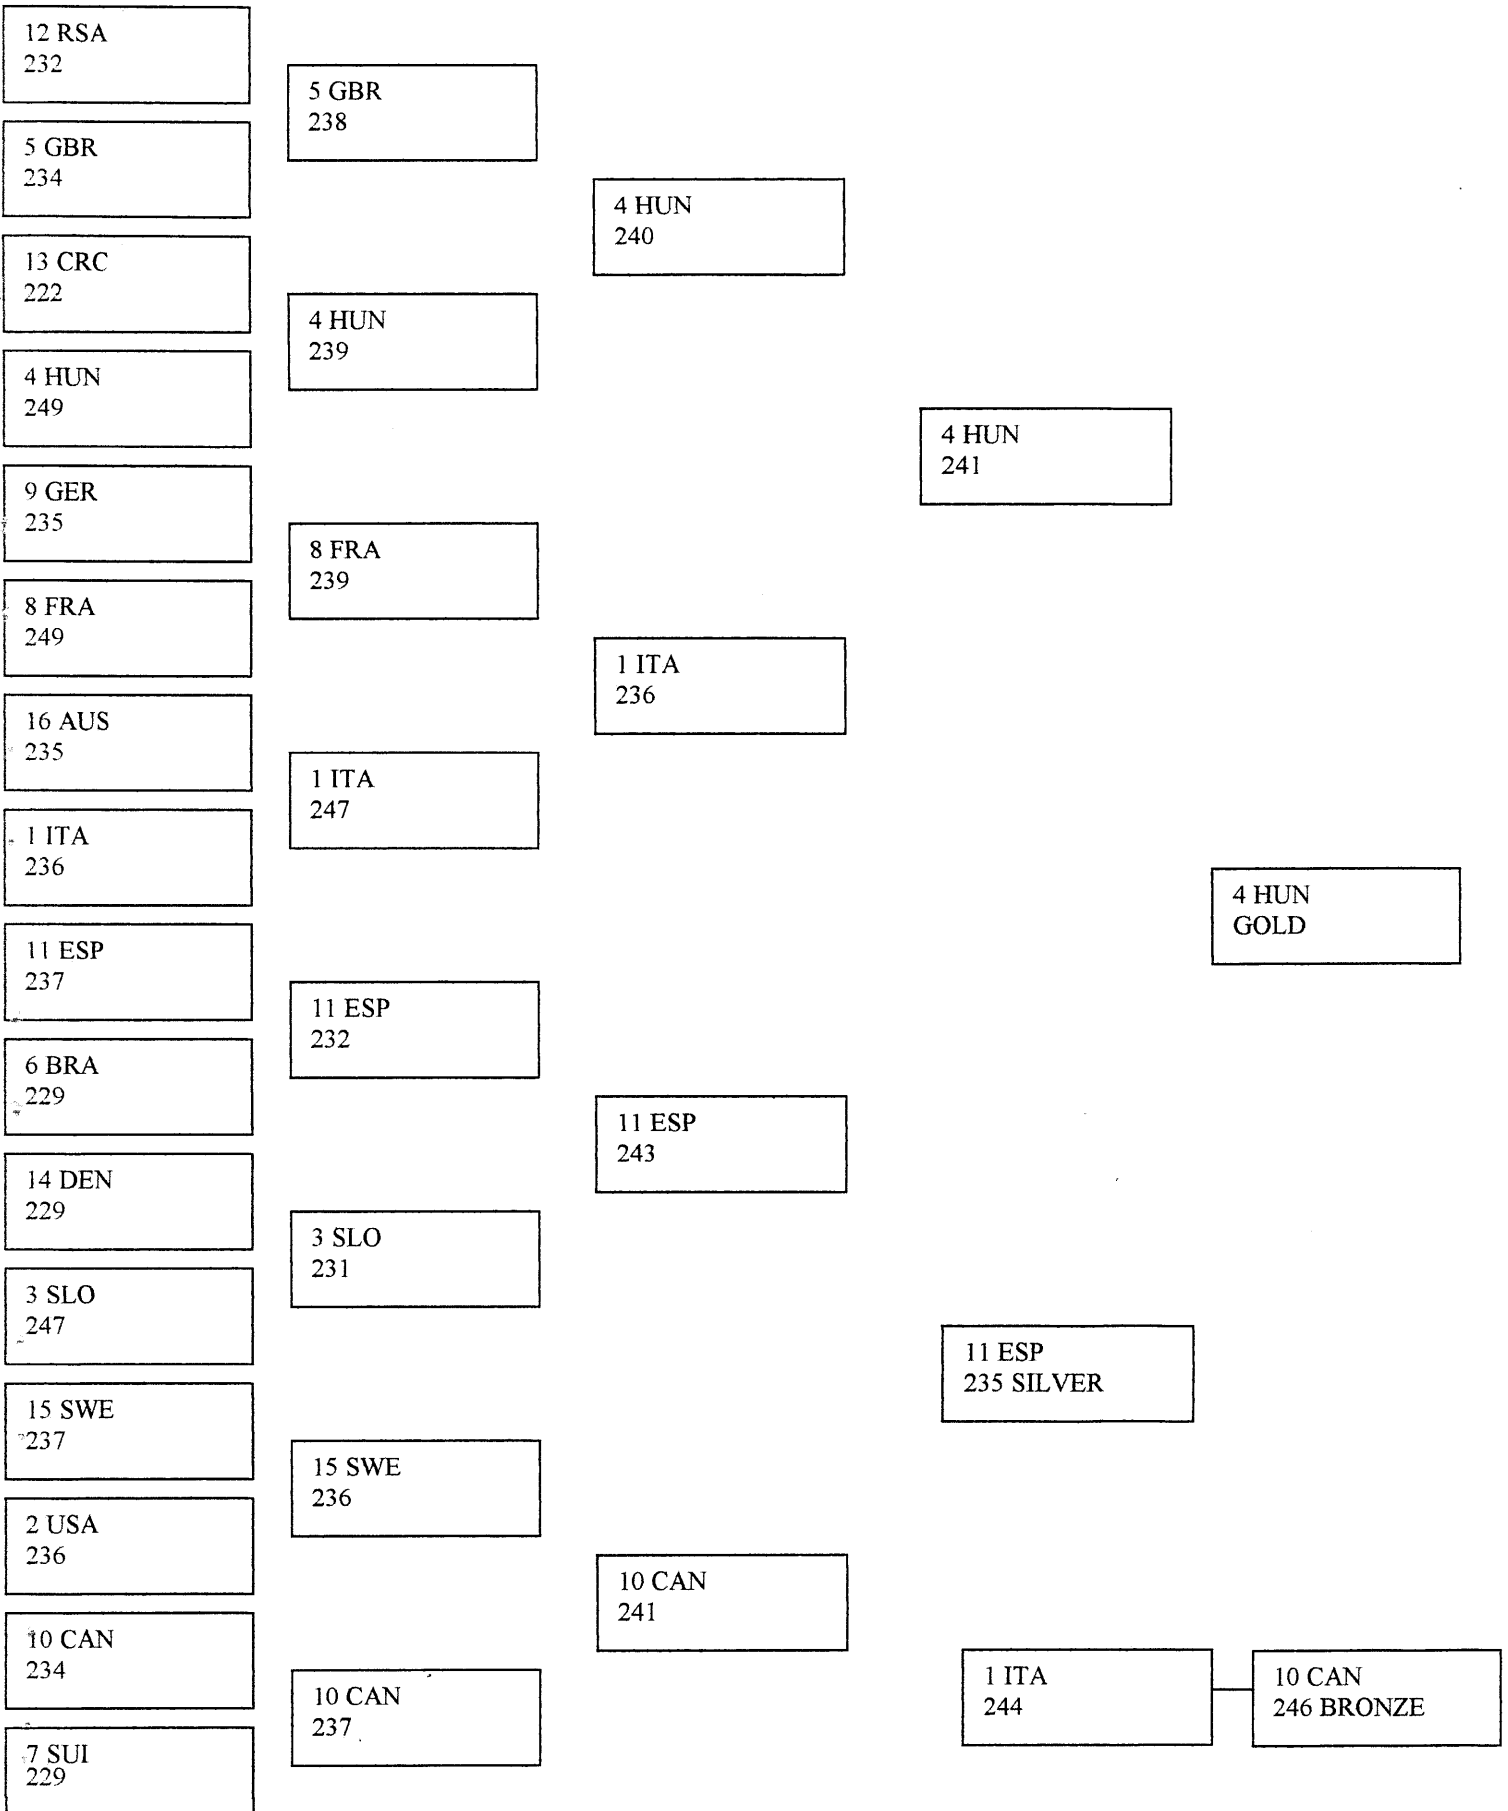 12 RSA
232
5 GBR
234
13 CRC
222
4 HUN
249
9 GER
235
8 FRA
249
16 AUS
235
1 ITA
236
11 ESP
237
6 BRA
229
14 DEN
229
3 SLO
247
15 SWE
237
2 USA
236
10 CAN
234
7 SUI
229
5 GBR
238
4 HUN
239
8 FRA
239
1 ITA
247
11 ESP
232
3 SLO
231
15 SWE
236
10 CAN
237
4 HUN
240
1 ITA
236
11 ESP
243
10 CAN
241
4 HUN
241
11 ESP
235 SILVER
4 HUN
GOLD
1 ITA
244
10 CAN
246 BRONZE